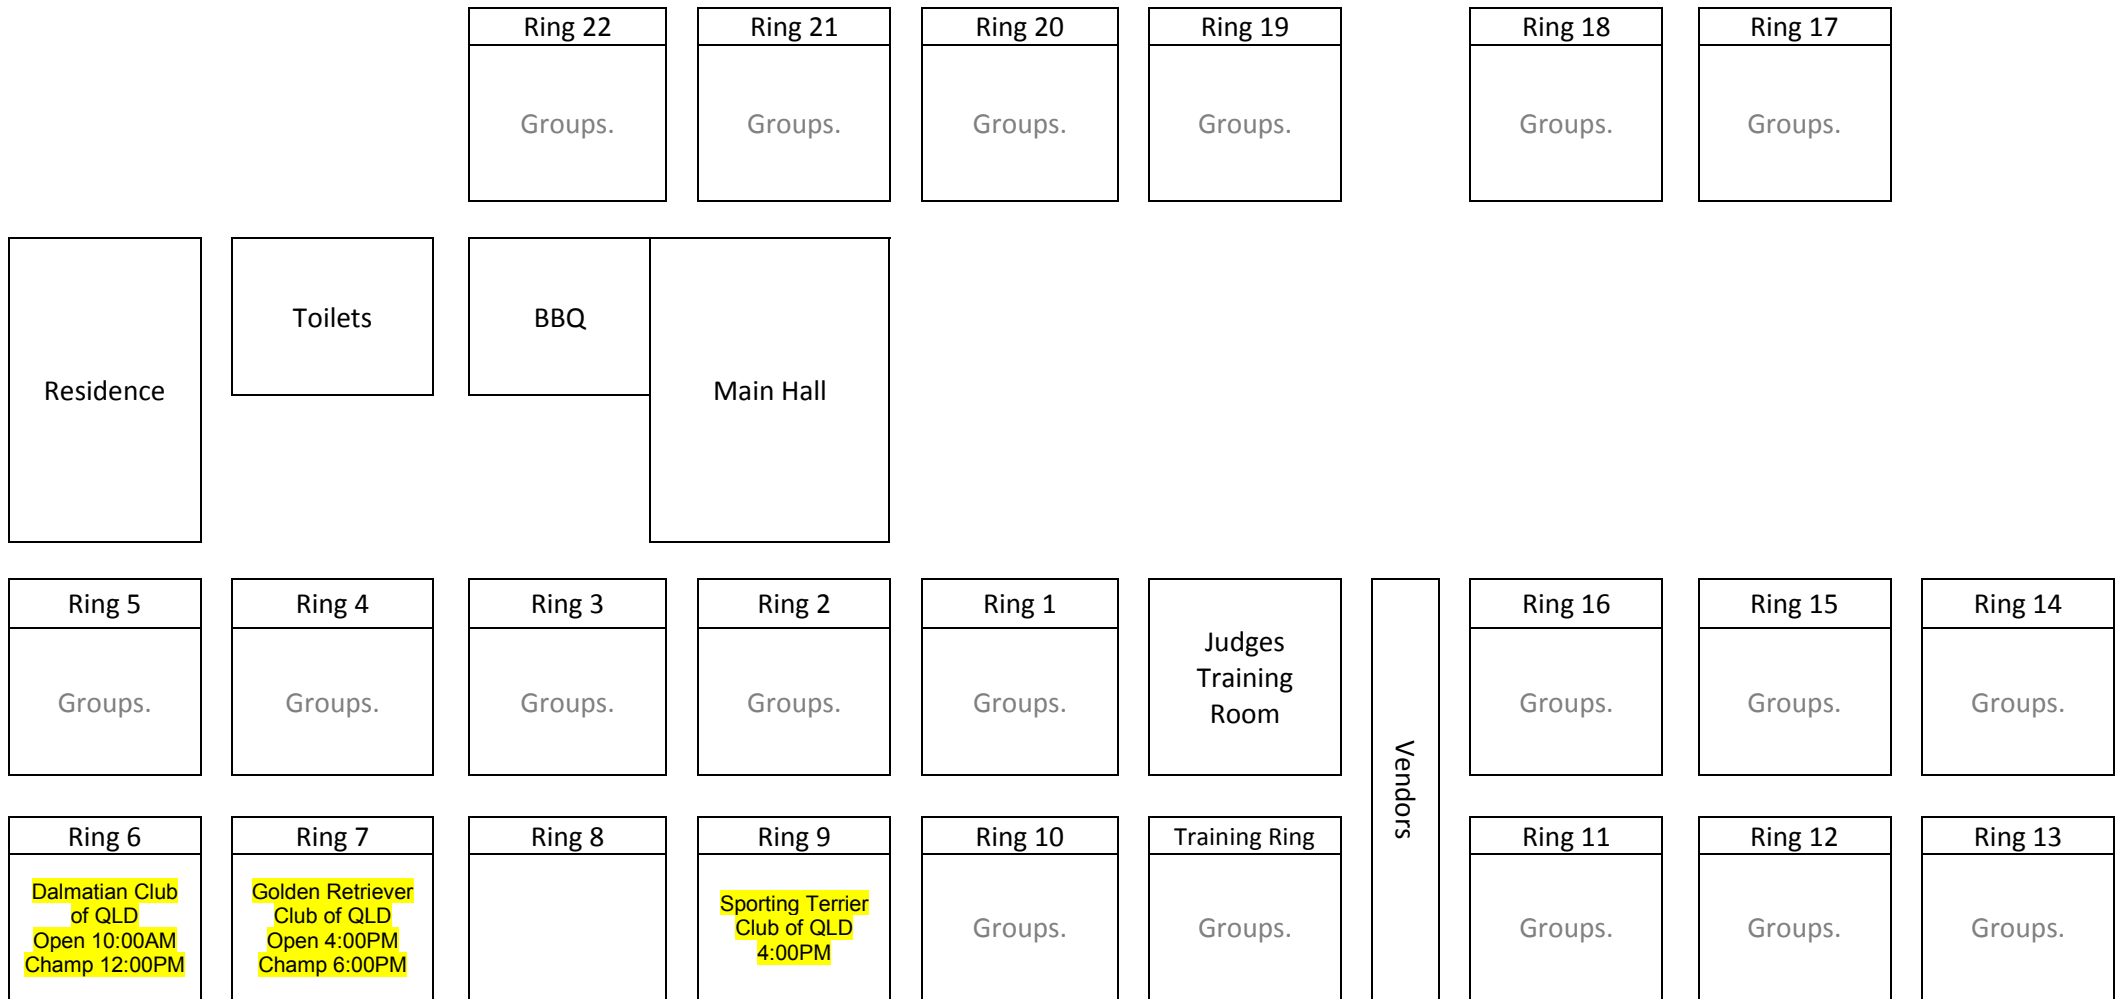 Ring 22
Ring 21
Ring 20
Ring 19
Ring 18
Ring 17
Groups.
Groups.
Groups.
Groups.
Groups.
Groups.
Residence
Toilets
BBQ
Main Hall
Ring 5
Ring 4
Ring 3
Ring 2
Ring 1
Judges
Training
Room
Vendors
Ring 16
Ring 15
Ring 14
Groups.
Groups.
Groups.
Groups.
Groups.
Groups.
Groups.
Groups.
Ring 6
Ring 7
Ring 8
Ring 9
Ring 10
Training Ring
Ring 11
Ring 12
Ring 13
Dalmatian Club
of QLD
Open 10:00AM
Champ 12:00PM
Golden Retriever
Club of QLD
Open 4:00PM
Champ 6:00PM
Sporting Terrier
Club of QLD
4:00PM
Groups.
Groups.
Groups.
Groups.
Groups.